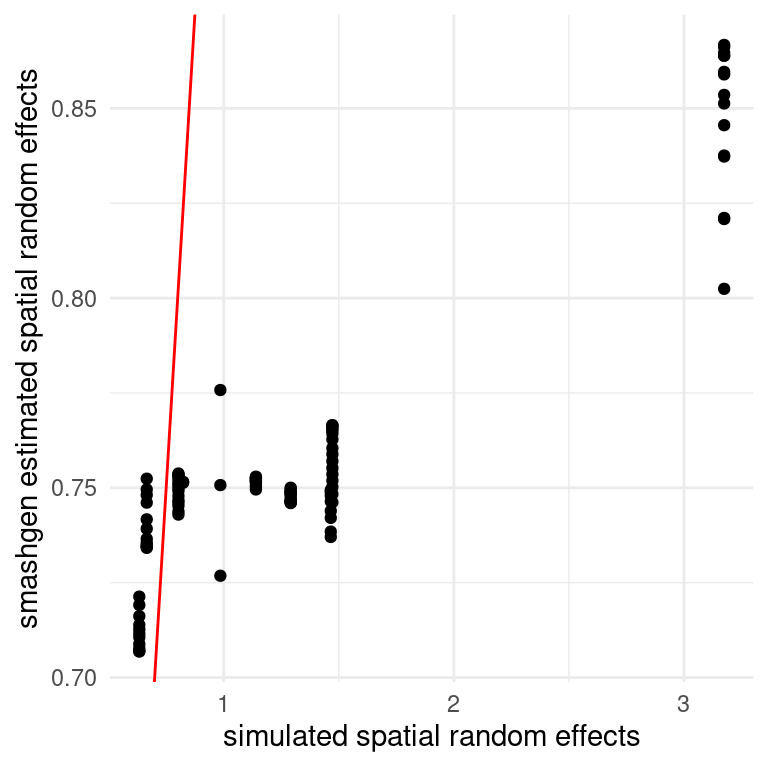 smashgen estimated spatial random effects
0.85
0.80
0.75
0.70
1 2 3
simulated spatial random effects